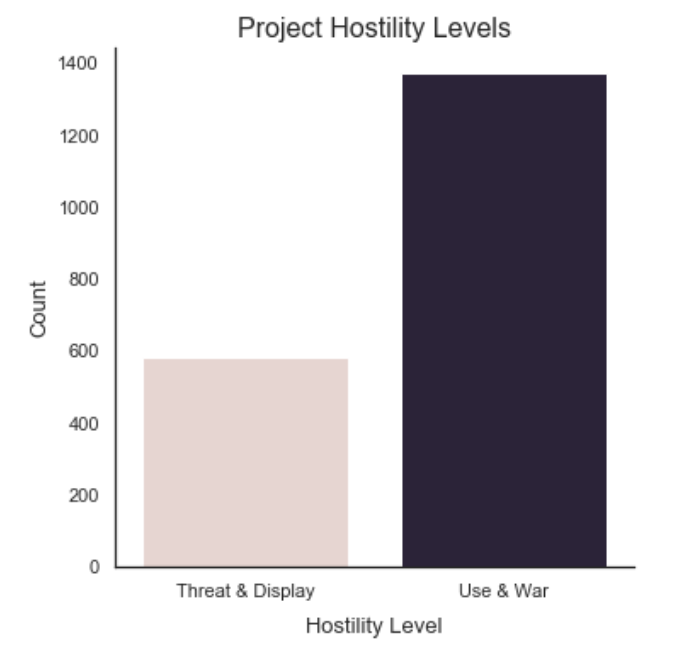 Project Hostility Levels
1400
1200
1000
800
600
400
200
0
Count
Threat & Display
Use & War
Hostility Level